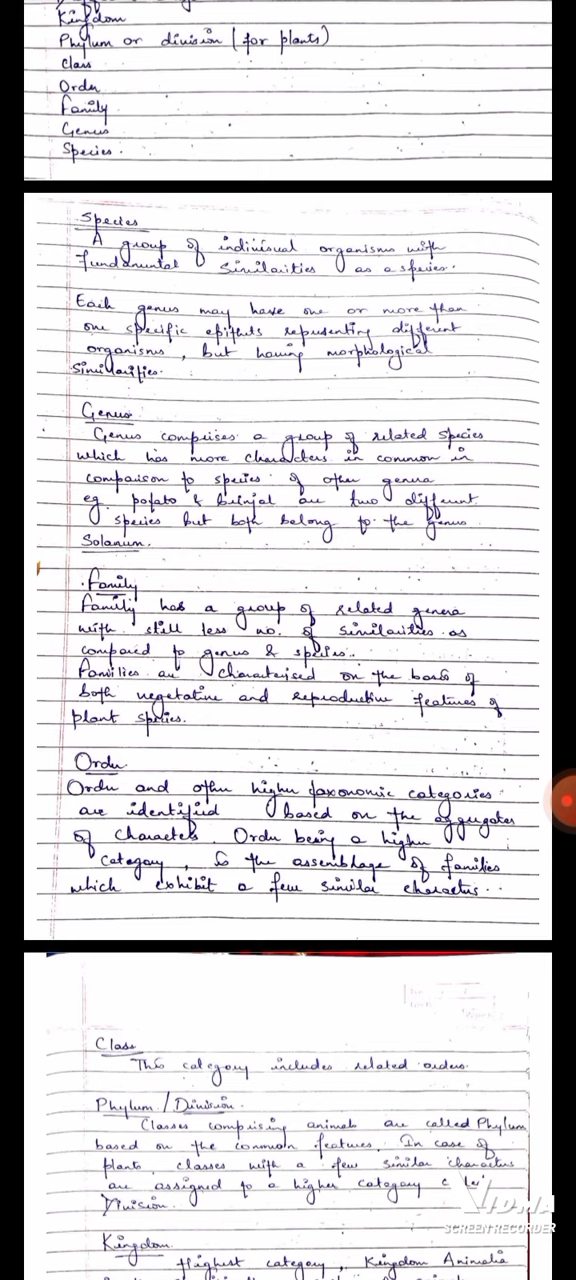 Kingdom
Phylum or division (for plants)
Class
Order
Family
Genus
Species.
Species
A group of individual organisms with
fundamental similarities as a species.
Each genus may have one or more than
one specific epithets representing different
organisms, but having morphological
similarities.
Genus
Genus comprises a group of related species
which has more characters in common in
comparison to species of other genera
eg. potato & brinjal are two different
species but both belong to the genus
Solanum.
Family
Family has a group of related genera
with still less no. of similarities as
compared to genus & species.
Families are characterised on the basis of
both vegetative and reproductive features of
plant species.
Order
Order and other higher taxonomic categories
are identified based on the aggregates
of characters. Order being a higher
category, is the assemblage of families
which exhibit a few similar characters.
Class
This category includes related orders.
Phylum / Division.
Classes comprising animals are called Phylum
based on the common features. In case of
plants, classes with a few similar characters
are assigned to a higher category
Division.
VIDMA
SCREEN RECORDER
Kingdom
Highest category, Kingdom Animalia